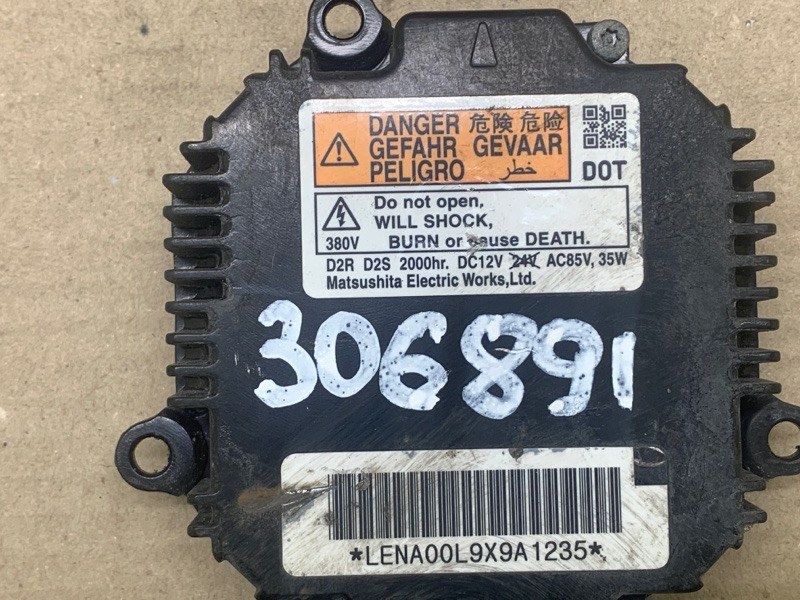 DANGER 危険 危险
GEFAHR GEVAAR
PELIGRO خطر
DOT
Do not open,
WILL SHOCK,
BURN or cause DEATH.
380V
D2R D2S 2000hr. DC12V 24V AC85V, 35W
Matsushita Electric Works,Ltd.
306891
*LENA00L9X9A1235*